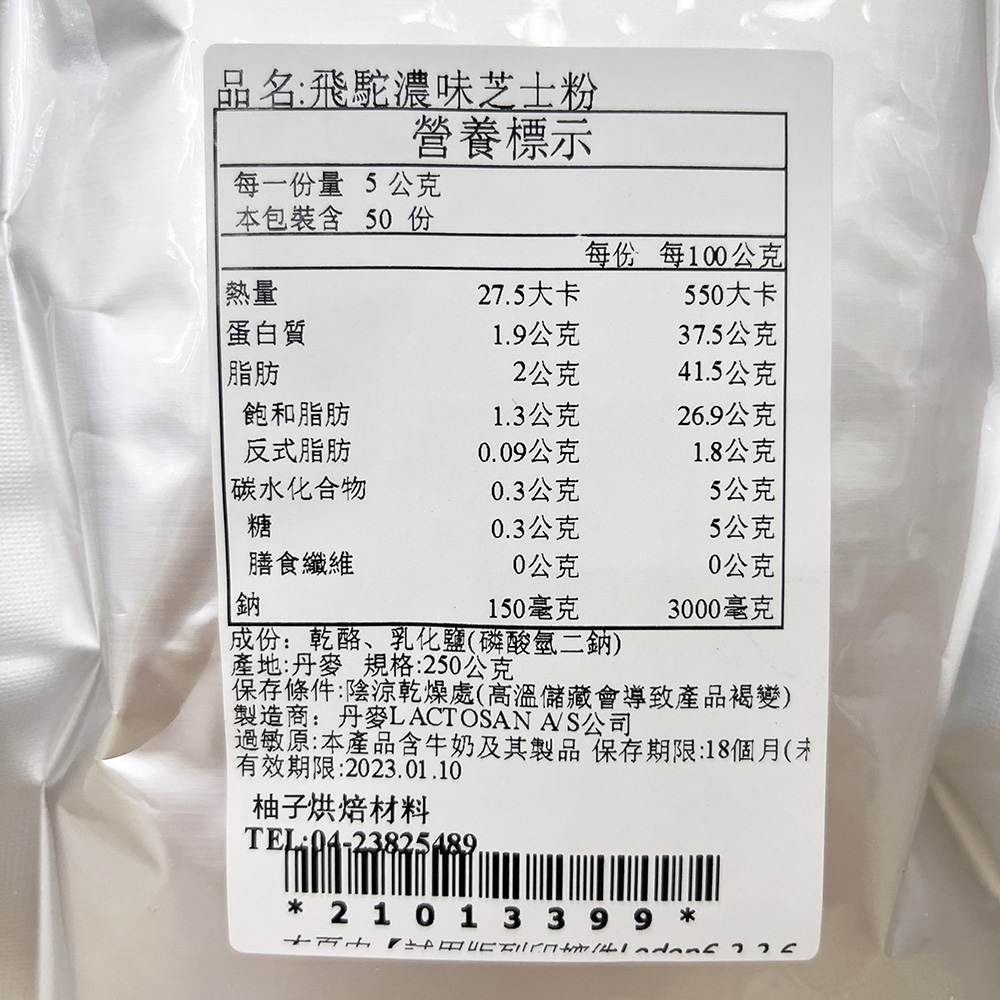 品名:飛駝濃味芝士粉
營養標示
每一份量 5 公克
本包裝含 50 份
每份 每100公克
熱量 27.5大卡 550大卡
蛋白質 1.9公克 37.5公克
脂肪 2公克 41.5公克
飽和脂肪 1.3公克 26.9公克
反式脂肪 0.09公克 1.8公克
碳水化合物 0.3公克 5公克
糖 0.3公克 5公克
膳食纖維 0公克 0公克
鈉 150毫克 3000毫克
成份：乾酪、乳化鹽(磷酸氫二鈉)
產地:丹麥 規格:250公克
保存條件:陰涼乾燥處(高溫儲藏會導致產品褐變)
製造商：丹麥LACTOSAN A/S公司
過敏原:本產品含牛奶及其製品 保存期限:18個月(未
有效期限:2023.01.10
柚子烘焙材料
TEL:04-23825489
*21013399*